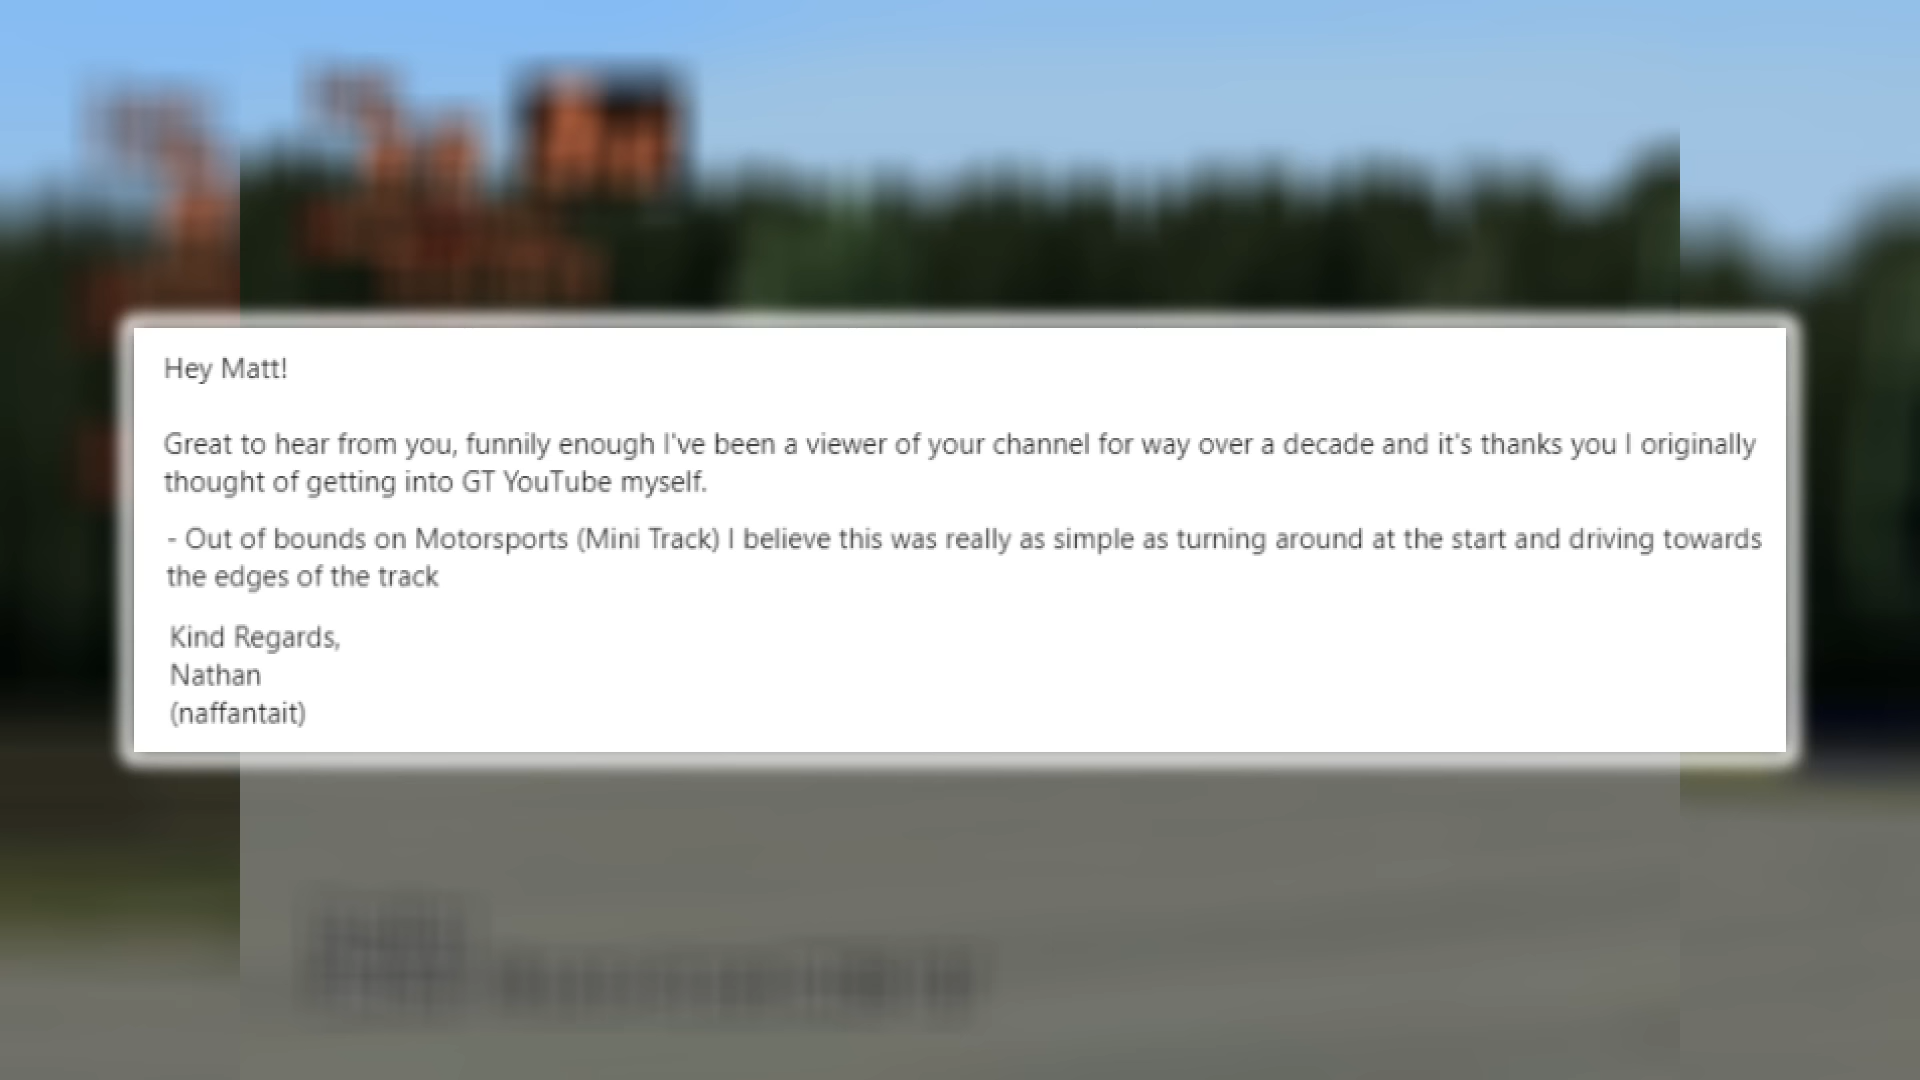 Hey Matt!
Great to hear from you, funnily enough I've been a viewer of your channel for way over a decade and it's thanks you I originally
thought of getting into GT YouTube myself.
- Out of bounds on Motorsports (Mini Track) I believe this was really as simple as turning around at the start and driving towards
the edges of the track
Kind Regards,
Nathan
(naffantait)